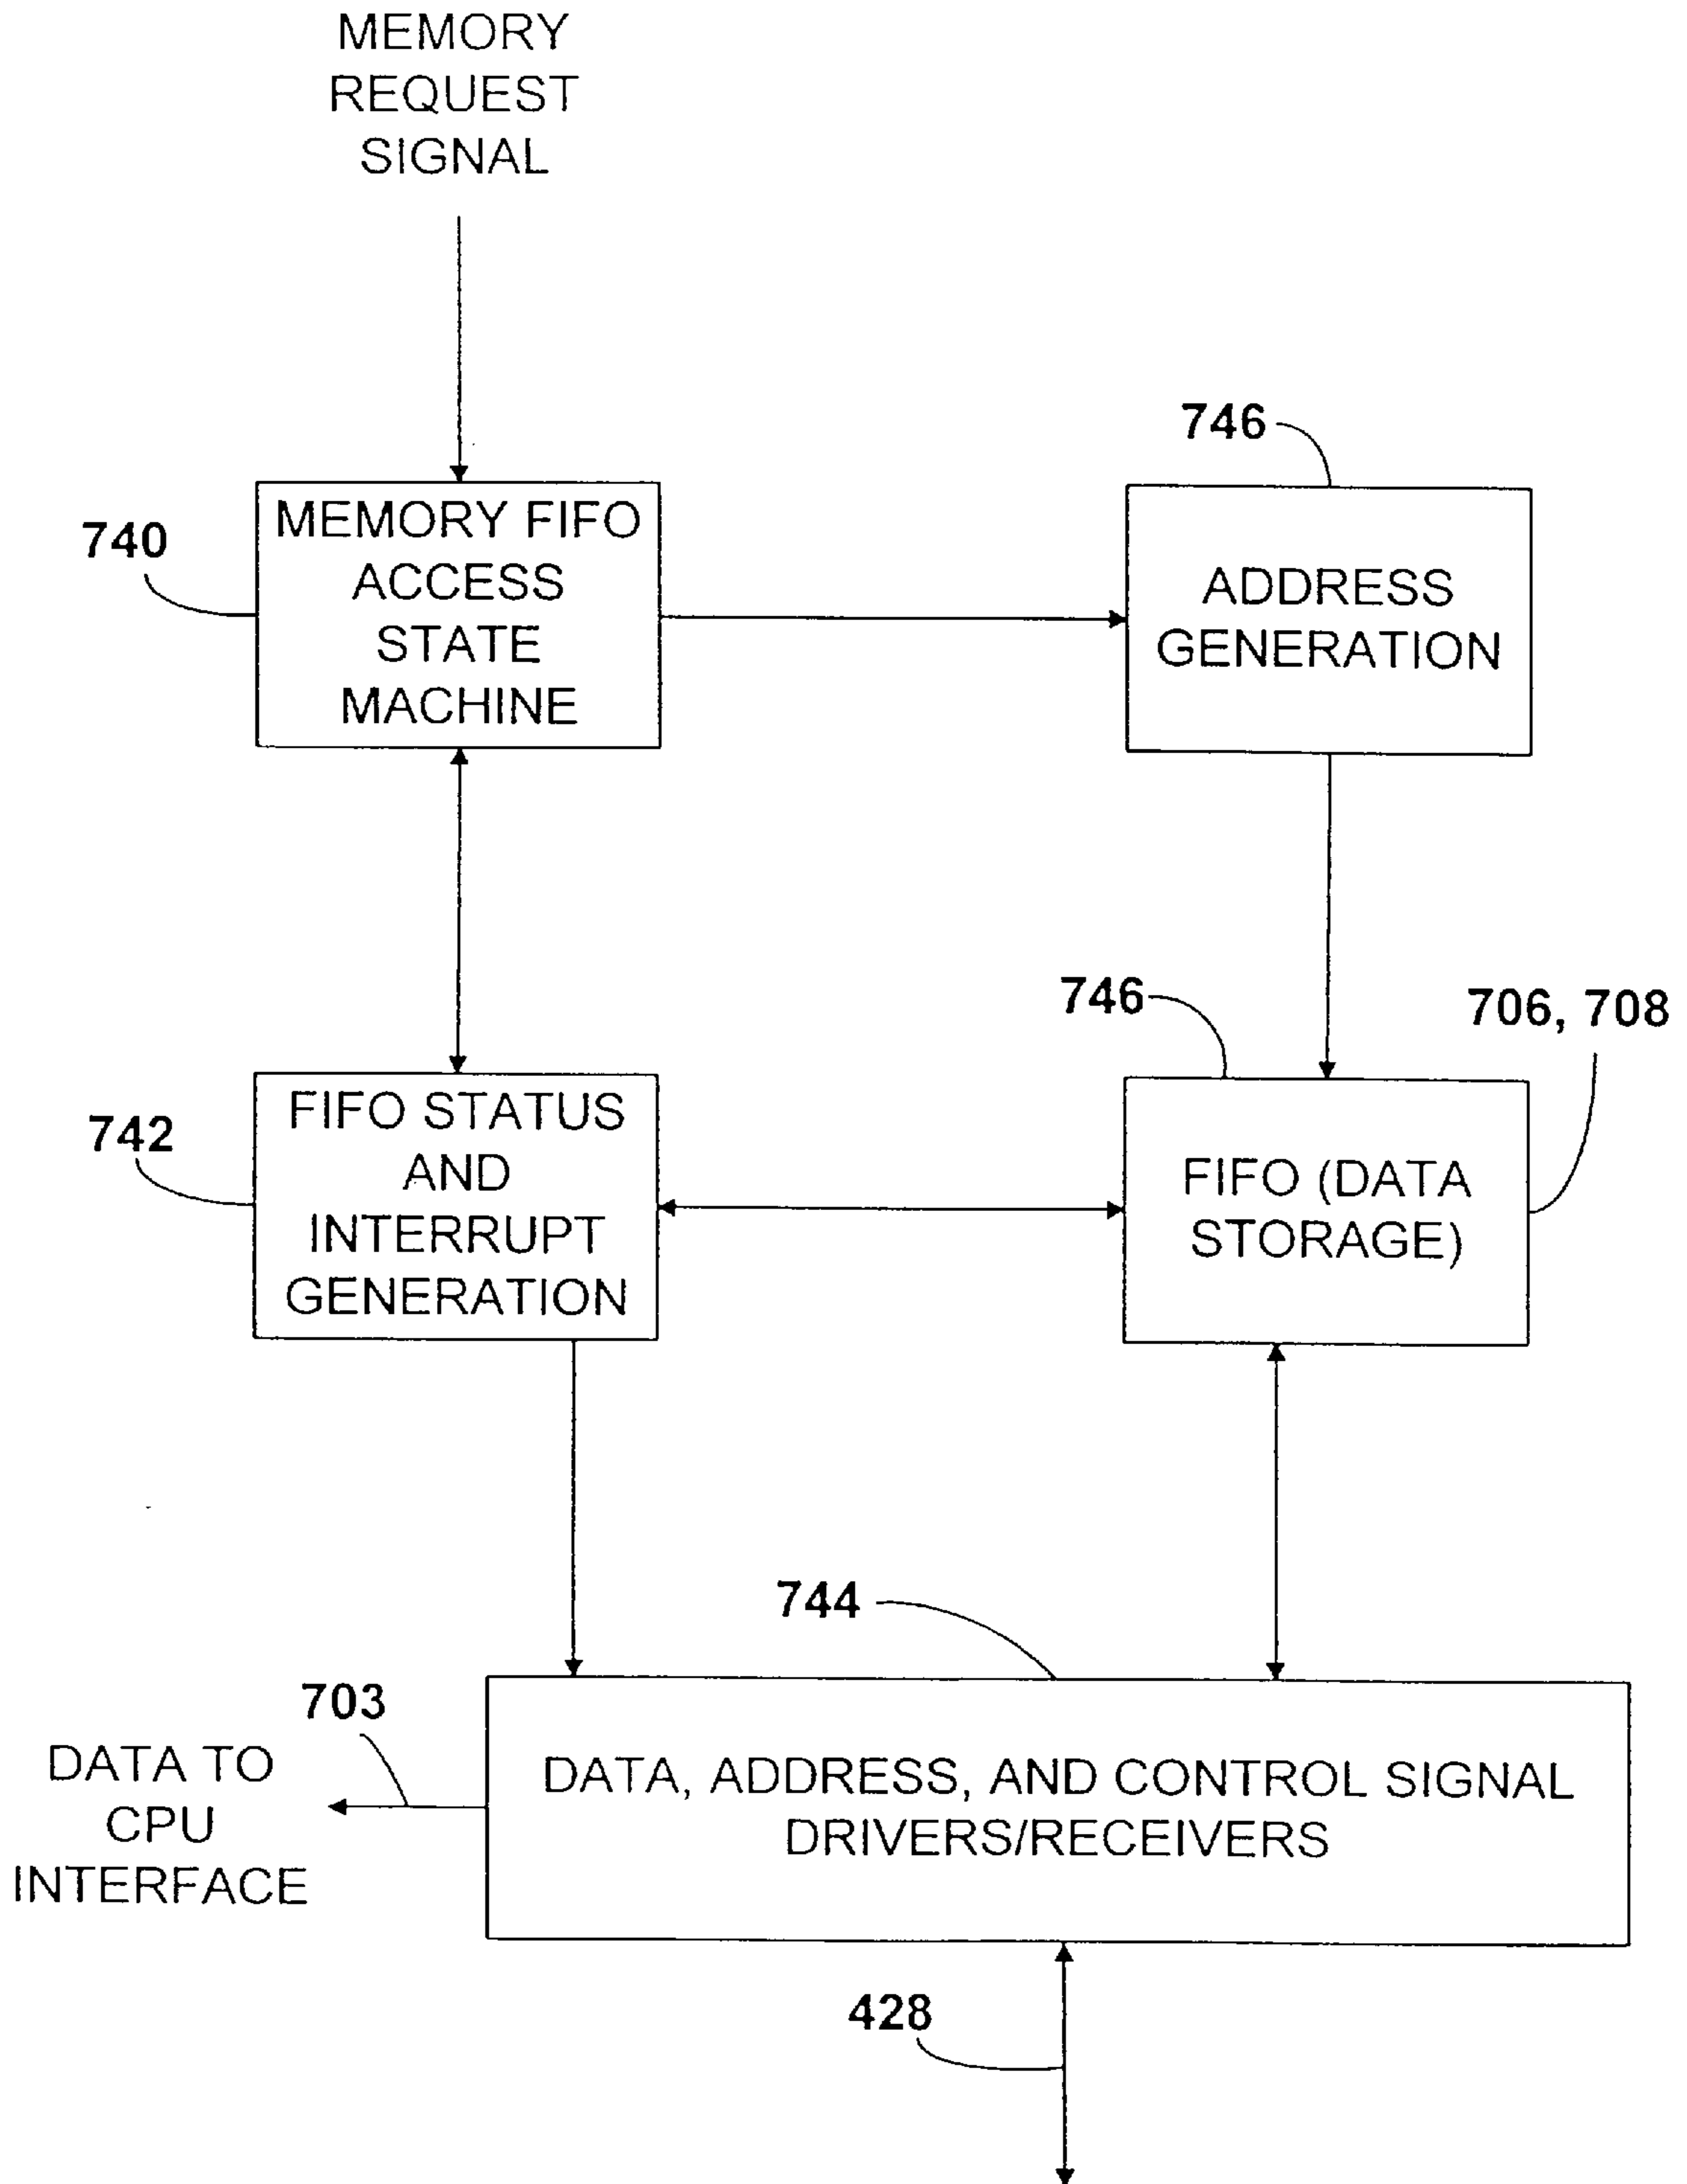 MEMORY
REQUEST
SIGNAL
746
740
MEMORY FIFO
ACCESS
STATE
MACHINE
ADDRESS
GENERATION
746
706, 708
742
FIFO STATUS
AND
INTERRUPT
GENERATION
FIFO (DATA
STORAGE)
744
703
DATA TO
CPU
INTERFACE
DATA, ADDRESS, AND CONTROL SIGNAL
DRIVERS/RECEIVERS
428